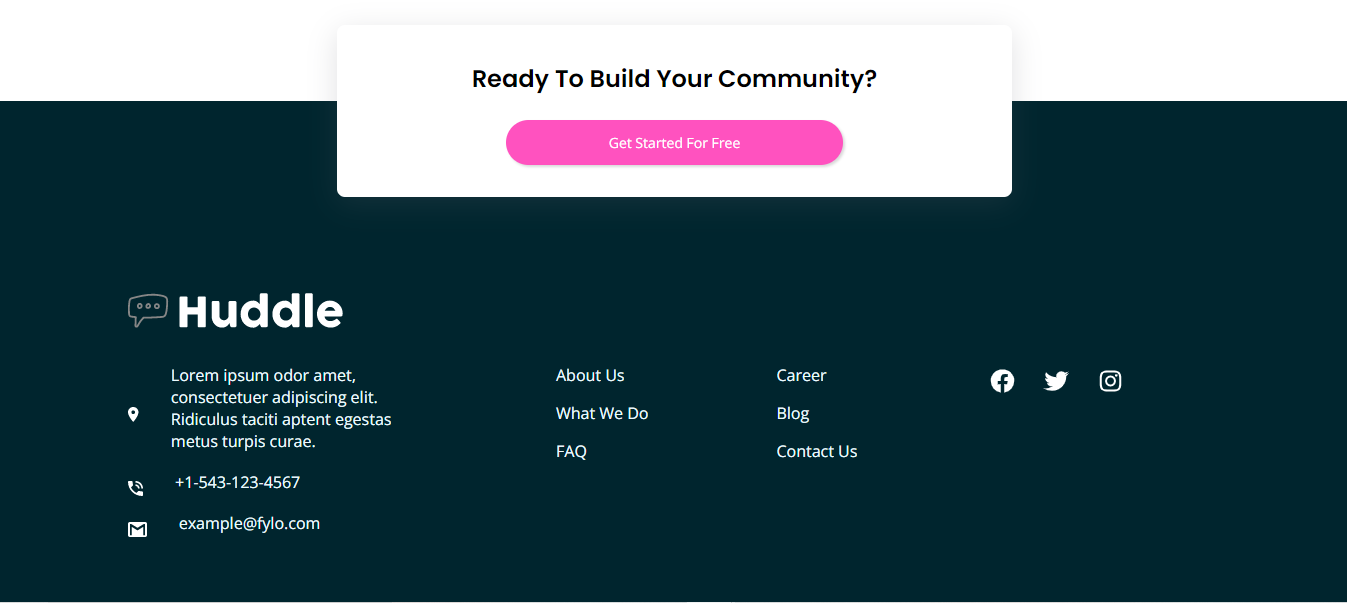 Ready To Build Your Community?
Get Started For Free
Huddle
Lorem ipsum odor amet,
consectetuer adipiscing elit.
Ridiculus taciti aptent egestas
metus turpis curae.
+1-543-123-4567
example@fylo.com
About Us
What We Do
FAQ
Career
Blog
Contact Us